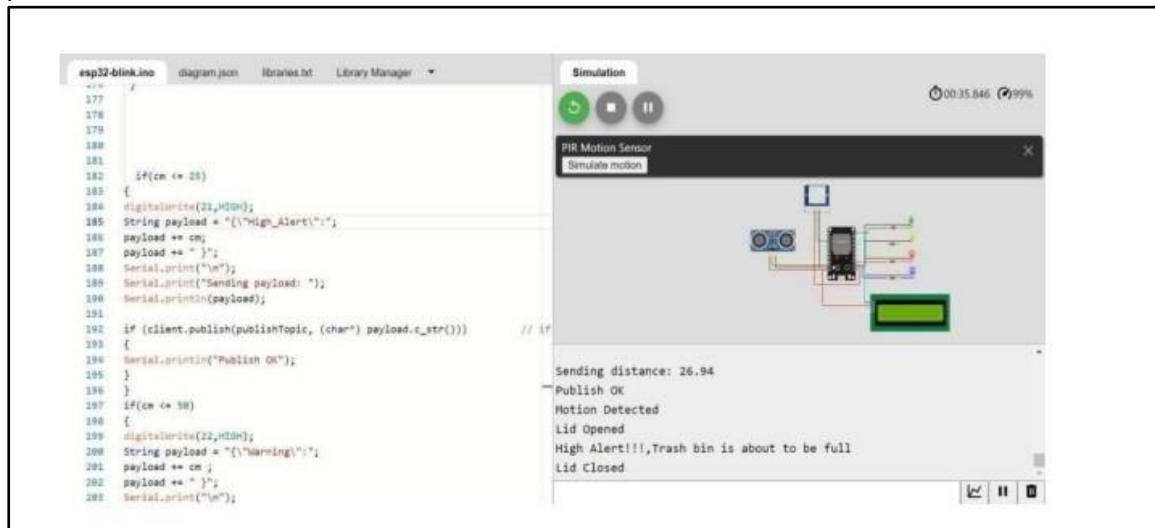 esp32-blink.ino diagram.json libraries.txt Library Manager
177
178
179
180
181
182 if(cm <= 25)
183 {
184 digitalWrite(21,HIGH);
185 String payload = "{\"High_Alert\":";
186 payload += cm;
187 payload += " }";
188 Serial.print("\n");
189 Serial.print("Sending payload: ");
190 Serial.println(payload);
191
192 if (client.publish(publishTopic, (char*) payload.c_str())) // if
193 {
194 Serial.println("Publish OK");
195 }
196 }
197 if(cm <= 50)
198 {
199 digitalWrite(22,HIGH);
200 String payload = "{\"Warning\":";
201 payload += cm ;
202 payload += " }";
203 Serial.print("\n");
Simulation
00:35.846 99%
PIR Motion Sensor
Simulate motion
Sending distance: 26.94
Publish OK
Motion Detected
Lid Opened
High Alert!!!,Trash bin is about to be full
Lid Closed